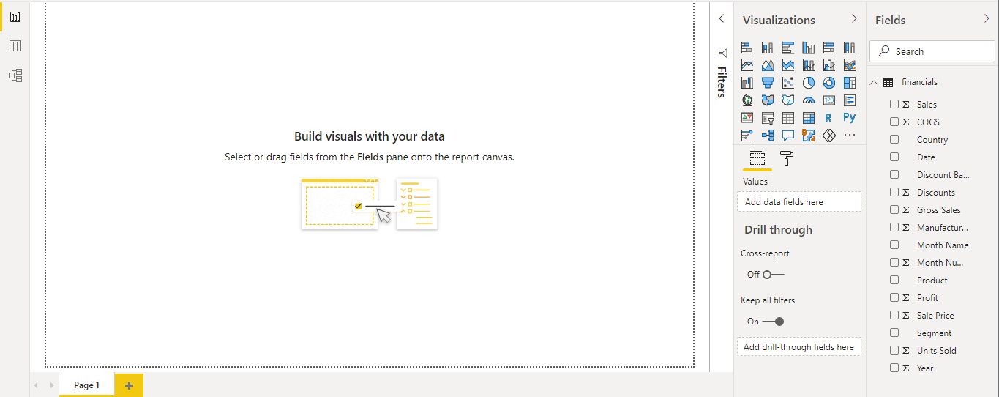 Build visuals with your data
Select or drag fields from the Fields pane onto the report canvas.
Page 1
Filters
Visualizations
123
R
Py
Values
Add data fields here
Drill through
Cross-report
Off
Keep all filters
On
Add drill-through fields here
Fields
Search
financials
Σ Sales
Σ COGS
Country
Date
Discount Ba...
Σ Discounts
Σ Gross Sales
Σ Manufactur...
Month Name
Σ Month Nu...
Product
Σ Profit
Σ Sale Price
Segment
Σ Units Sold
Σ Year